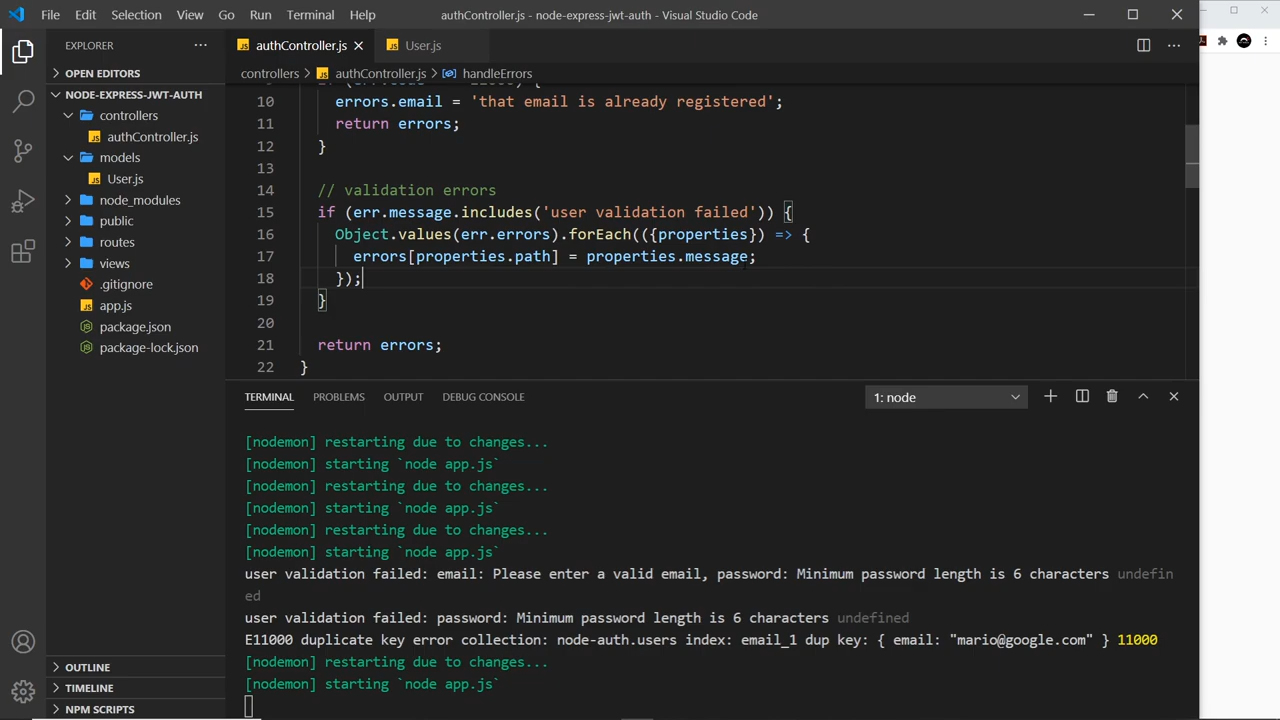 File Edit Selection View Go Run Terminal Help authController.js - node-express-jwt-auth - Visual Studio Code
EXPLORER
OPEN EDITORS
NODE-EXPRESS-JWT-AUTH
controllers
JS authController.js
models
JS User.js
node_modules
public
routes
views
.gitignore
JS app.js
package.json
package-lock.json
OUTLINE
TIMELINE
NPM SCRIPTS
JS authController.js JS User.js
controllers JS authController.js handleErrors
10 errors.email = 'that email is already registered';
11 return errors;
12 }
13
14 // validation errors
15 if (err.message.includes('user validation failed')) {
16 Object.values(err.errors).forEach(({properties}) => {
17 errors[properties.path] = properties.message;
18 });
19 }
20
21 return errors;
22 }
TERMINAL PROBLEMS OUTPUT DEBUG CONSOLE 1: node
[nodemon] restarting due to changes...
[nodemon] starting `node app.js`
[nodemon] restarting due to changes...
[nodemon] starting `node app.js`
[nodemon] restarting due to changes...
[nodemon] starting `node app.js`
user validation failed: email: Please enter a valid email, password: Minimum password length is 6 characters undefin
ed
user validation failed: password: Minimum password length is 6 characters undefined
E11000 duplicate key error collection: node-auth.users index: email_1 dup key: { email: "mario@google.com" } 11000
[nodemon] restarting due to changes...
[nodemon] starting `node app.js`